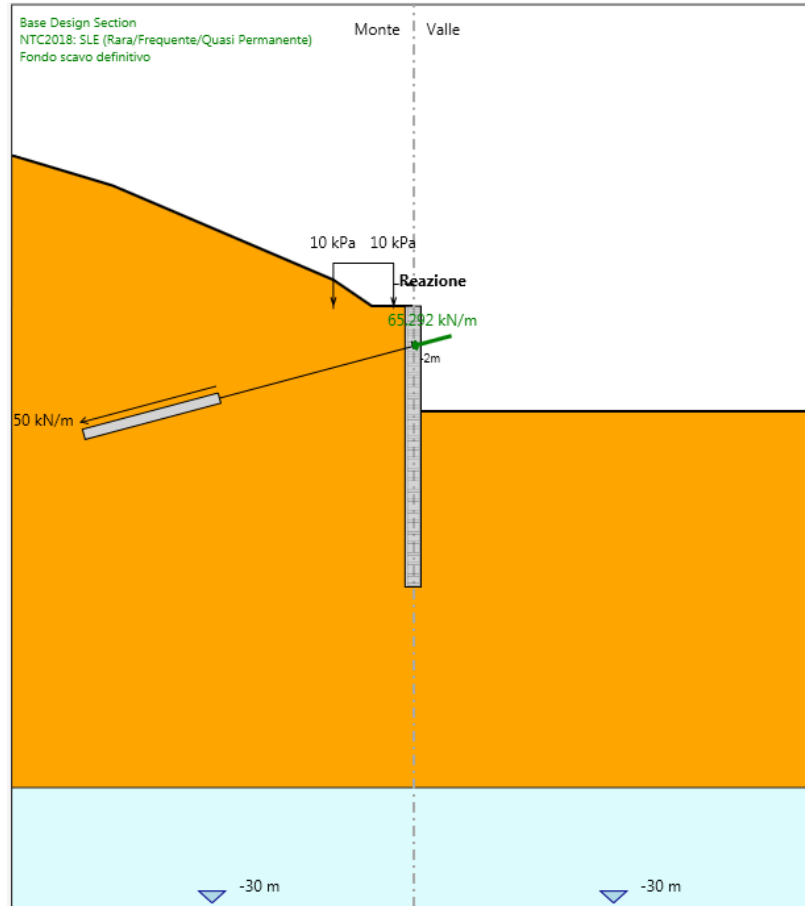 Base Design Section
NTC2018: SLE (Rara/Frequente/Quasi Permanente)
Fondo scavo definitivo
Monte
Valle
10 kPa
10 kPa
Reazione
65.292 kN/m
-2m
50 kN/m
-30 m
-30 m